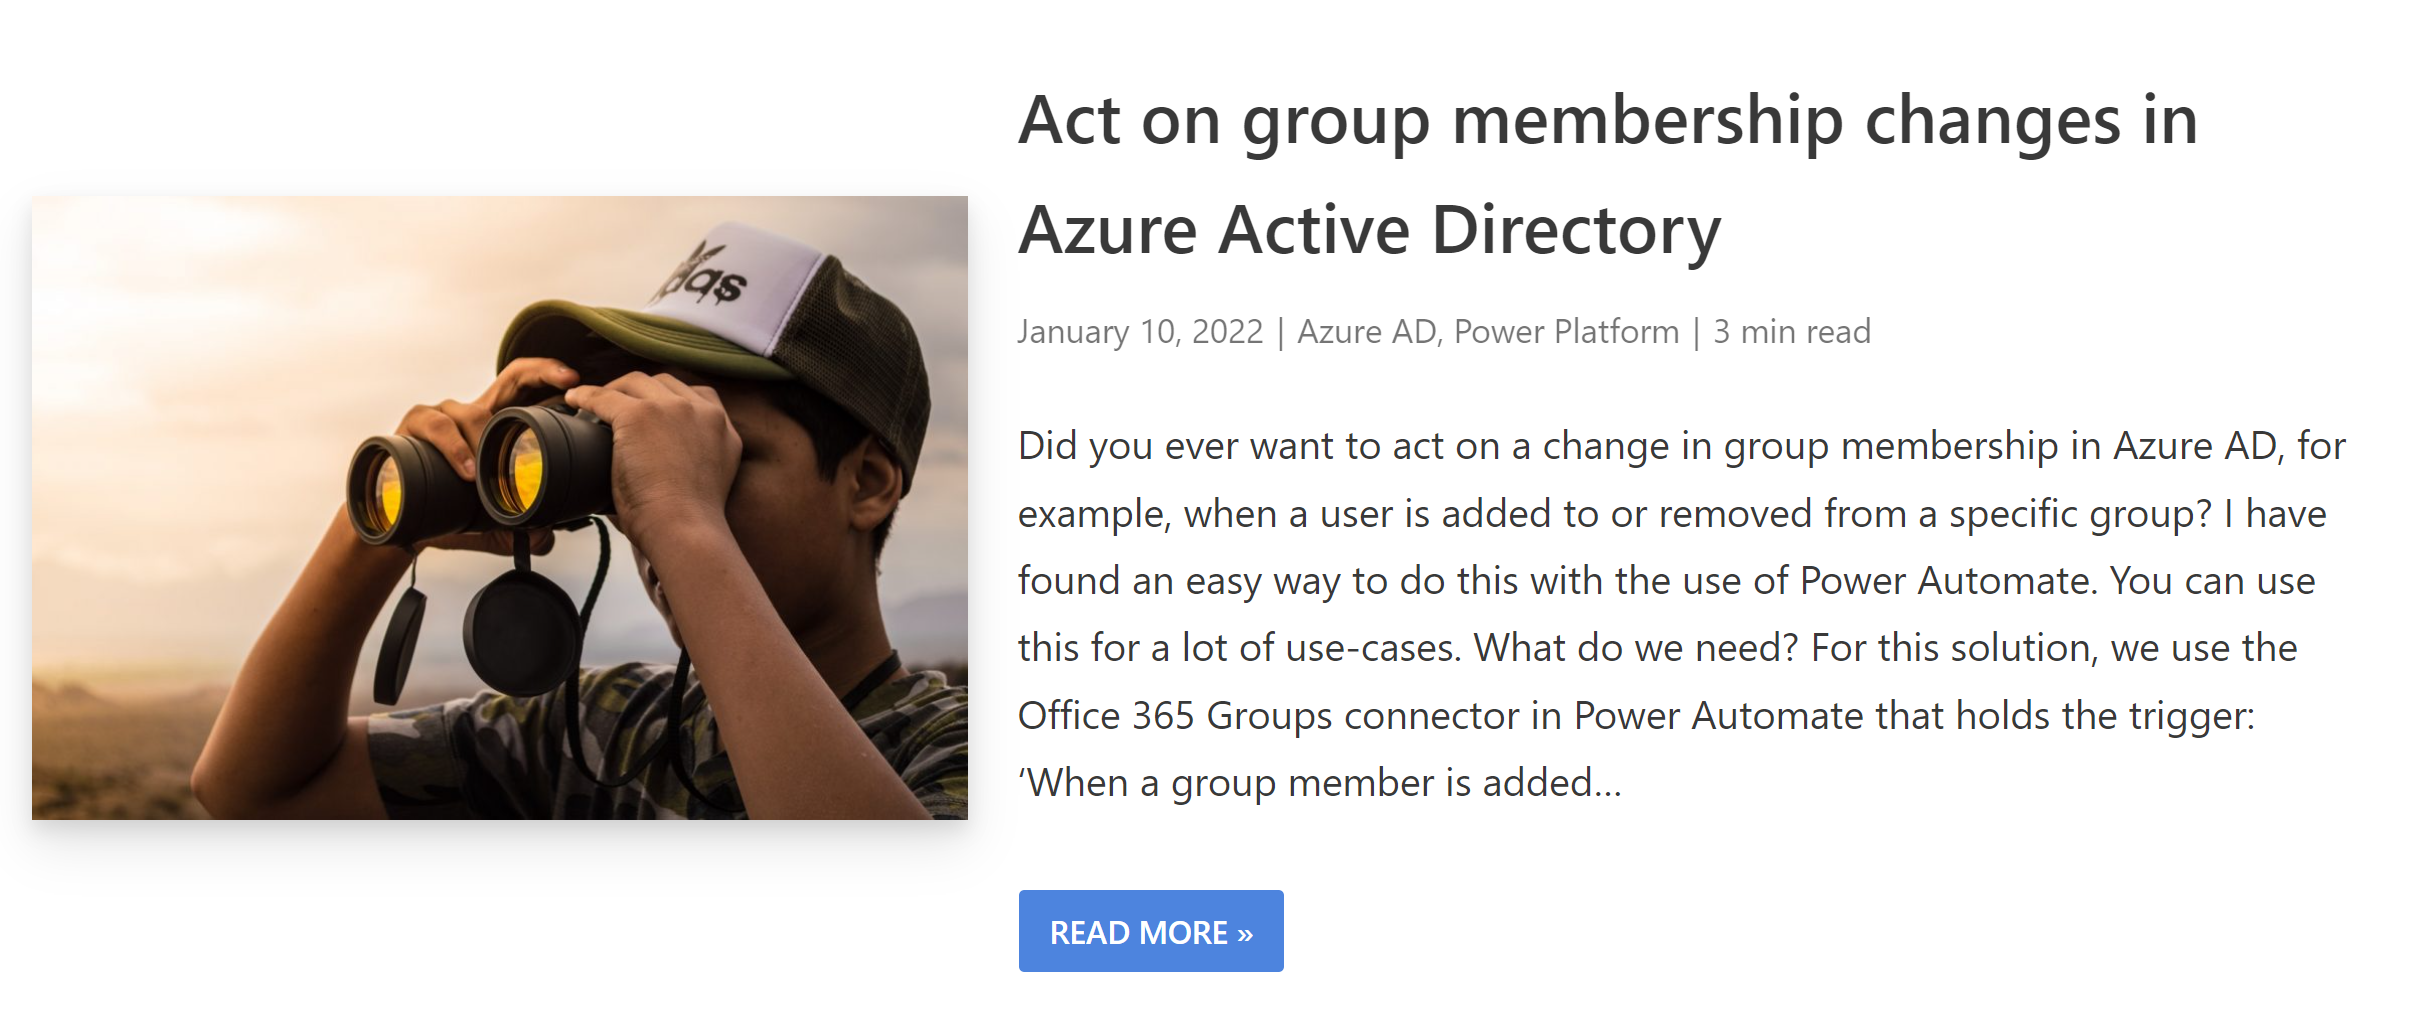 Act on group membership changes in
Azure Active Directory
January 10, 2022 | Azure AD, Power Platform | 3 min read
Did you ever want to act on a change in group membership in Azure AD, for
example, when a user is added to or removed from a specific group? I have
found an easy way to do this with the use of Power Automate. You can use
this for a lot of use-cases. What do we need? For this solution, we use the
Office 365 Groups connector in Power Automate that holds the trigger:
‘When a group member is added...
READ MORE »